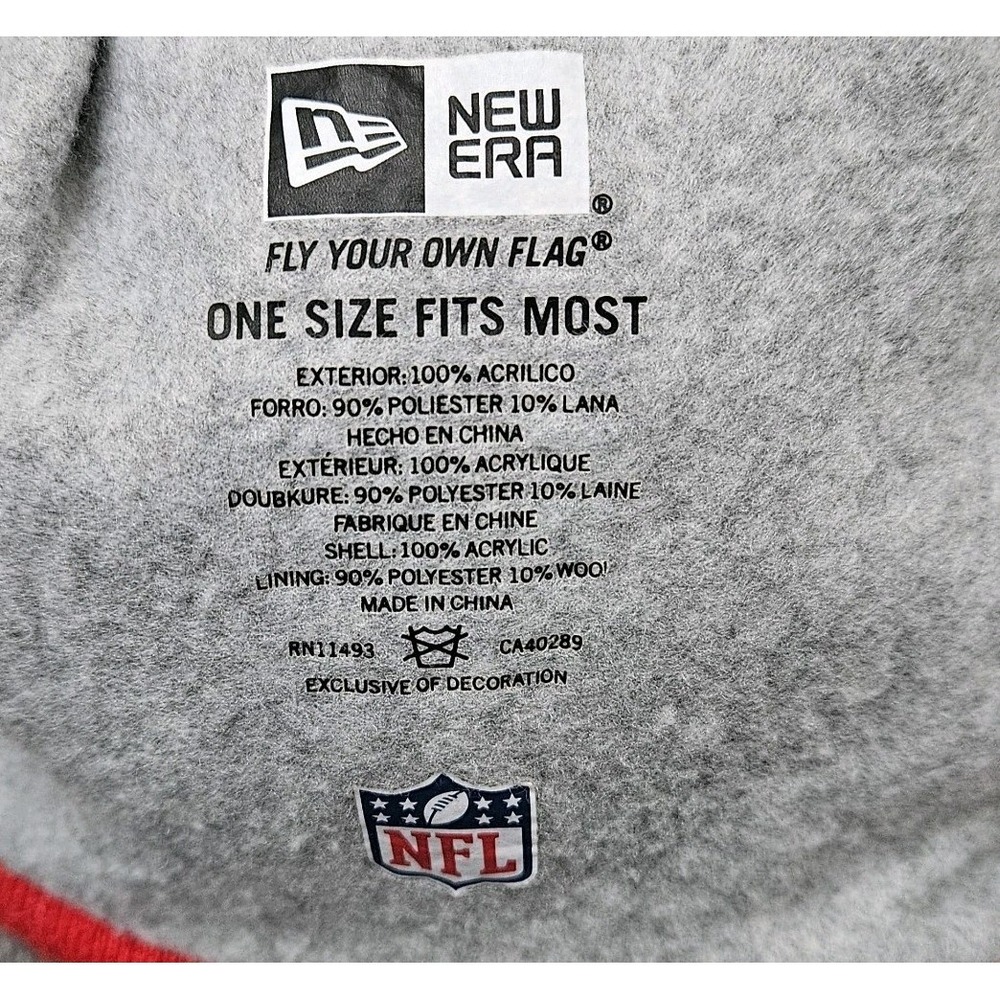 NEW
ERA
®
FLY YOUR OWN FLAG®
ONE SIZE FITS MOST
EXTERIOR: 100% ACRILICO
FORRO: 90% POLIESTER 10% LANA
HECHO EN CHINA
EXTÉRIEUR: 100% ACRYLIQUE
DOUBKURE: 90% POLYESTER 10% LAINE
FABRIQUE EN CHINE
SHELL: 100% ACRYLIC
LINING: 90% POLYESTER 10% WOOl
MADE IN CHINA
RN11493 CA40289
EXCLUSIVE OF DECORATION
NFL